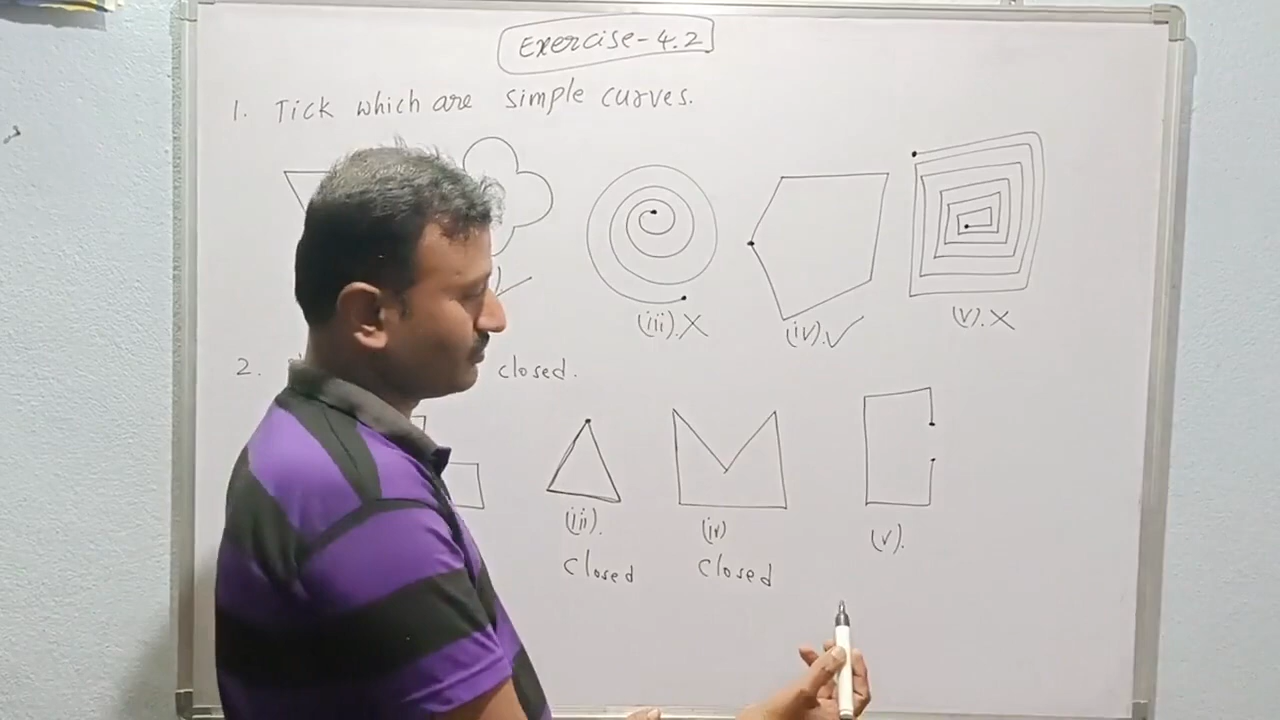 Exercise-4.2
1. Tick which are simple curves.
(iii). X (iv). ✓ (v). X
2. closed.
(iii). (iv) (v).
closed closed